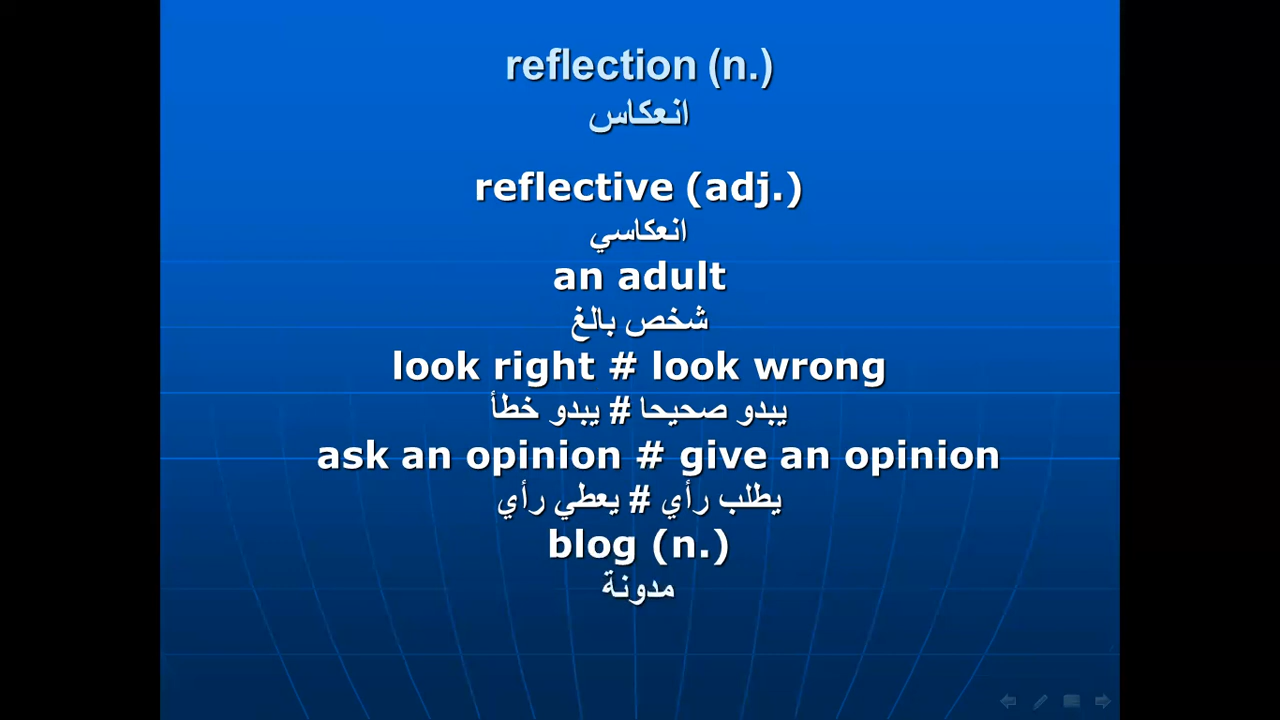 reflection (n.)
انعكاس
reflective (adj.)
انعكاسي
an adult
شخص بالغ
look right # look wrong
يبدو صحيحا # يبدو خطأ
ask an opinion # give an opinion
يطلب رأي # يعطي رأي
blog (n.)
مدونة